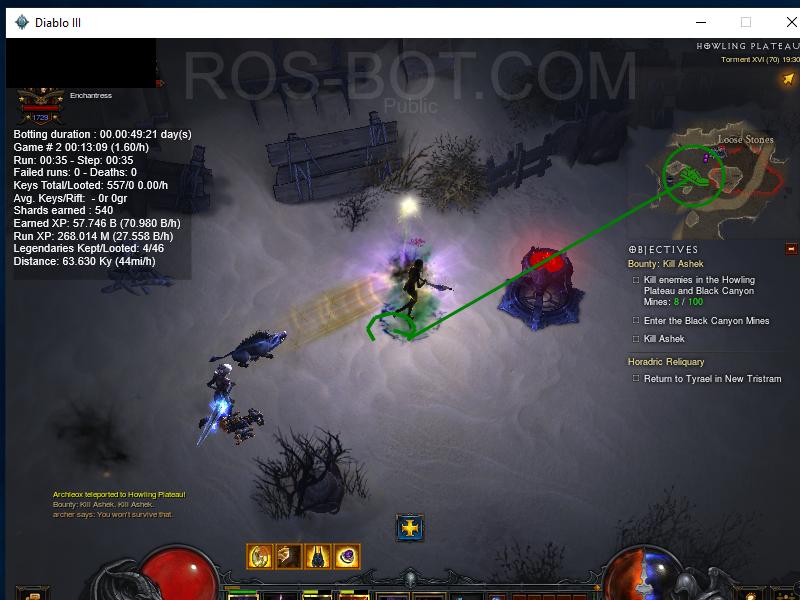 Diablo III
ROS-BOT.COM
Public
HOWLING PLATEAU
Torment XVI (70) 19:30
Enchantress
1729
Botting duration : 00.00:49:21 day(s)
Game # 2 00:13:09 (1.60/h)
Run: 00:35 - Step: 00:35
Failed runs: 0 - Deaths: 0
Keys Total/Looted: 557/0 0.00/h
Avg. Keys/Rift: - 0r 0gr
Shards earned : 540
Earned XP: 57.746 B (70.980 B/h)
Run XP: 268.014 M (27.558 B/h)
Legendaries Kept/Looted: 4/46
Distance: 63.630 Ky (44mi/h)
Loose Stones
OBJECTIVES
Bounty: Kill Ashek
Kill enemies in the Howling
Plateau and Black Canyon
Mines: 8 / 100
Enter the Black Canyon Mines
Kill Ashek
Horadric Reliquary
Return to Tyrael in New Tristram
Archleox teleported to Howling Plateau!
Bounty: Kill Ashek, Kill Ashek.
archer says: You won't survive that.